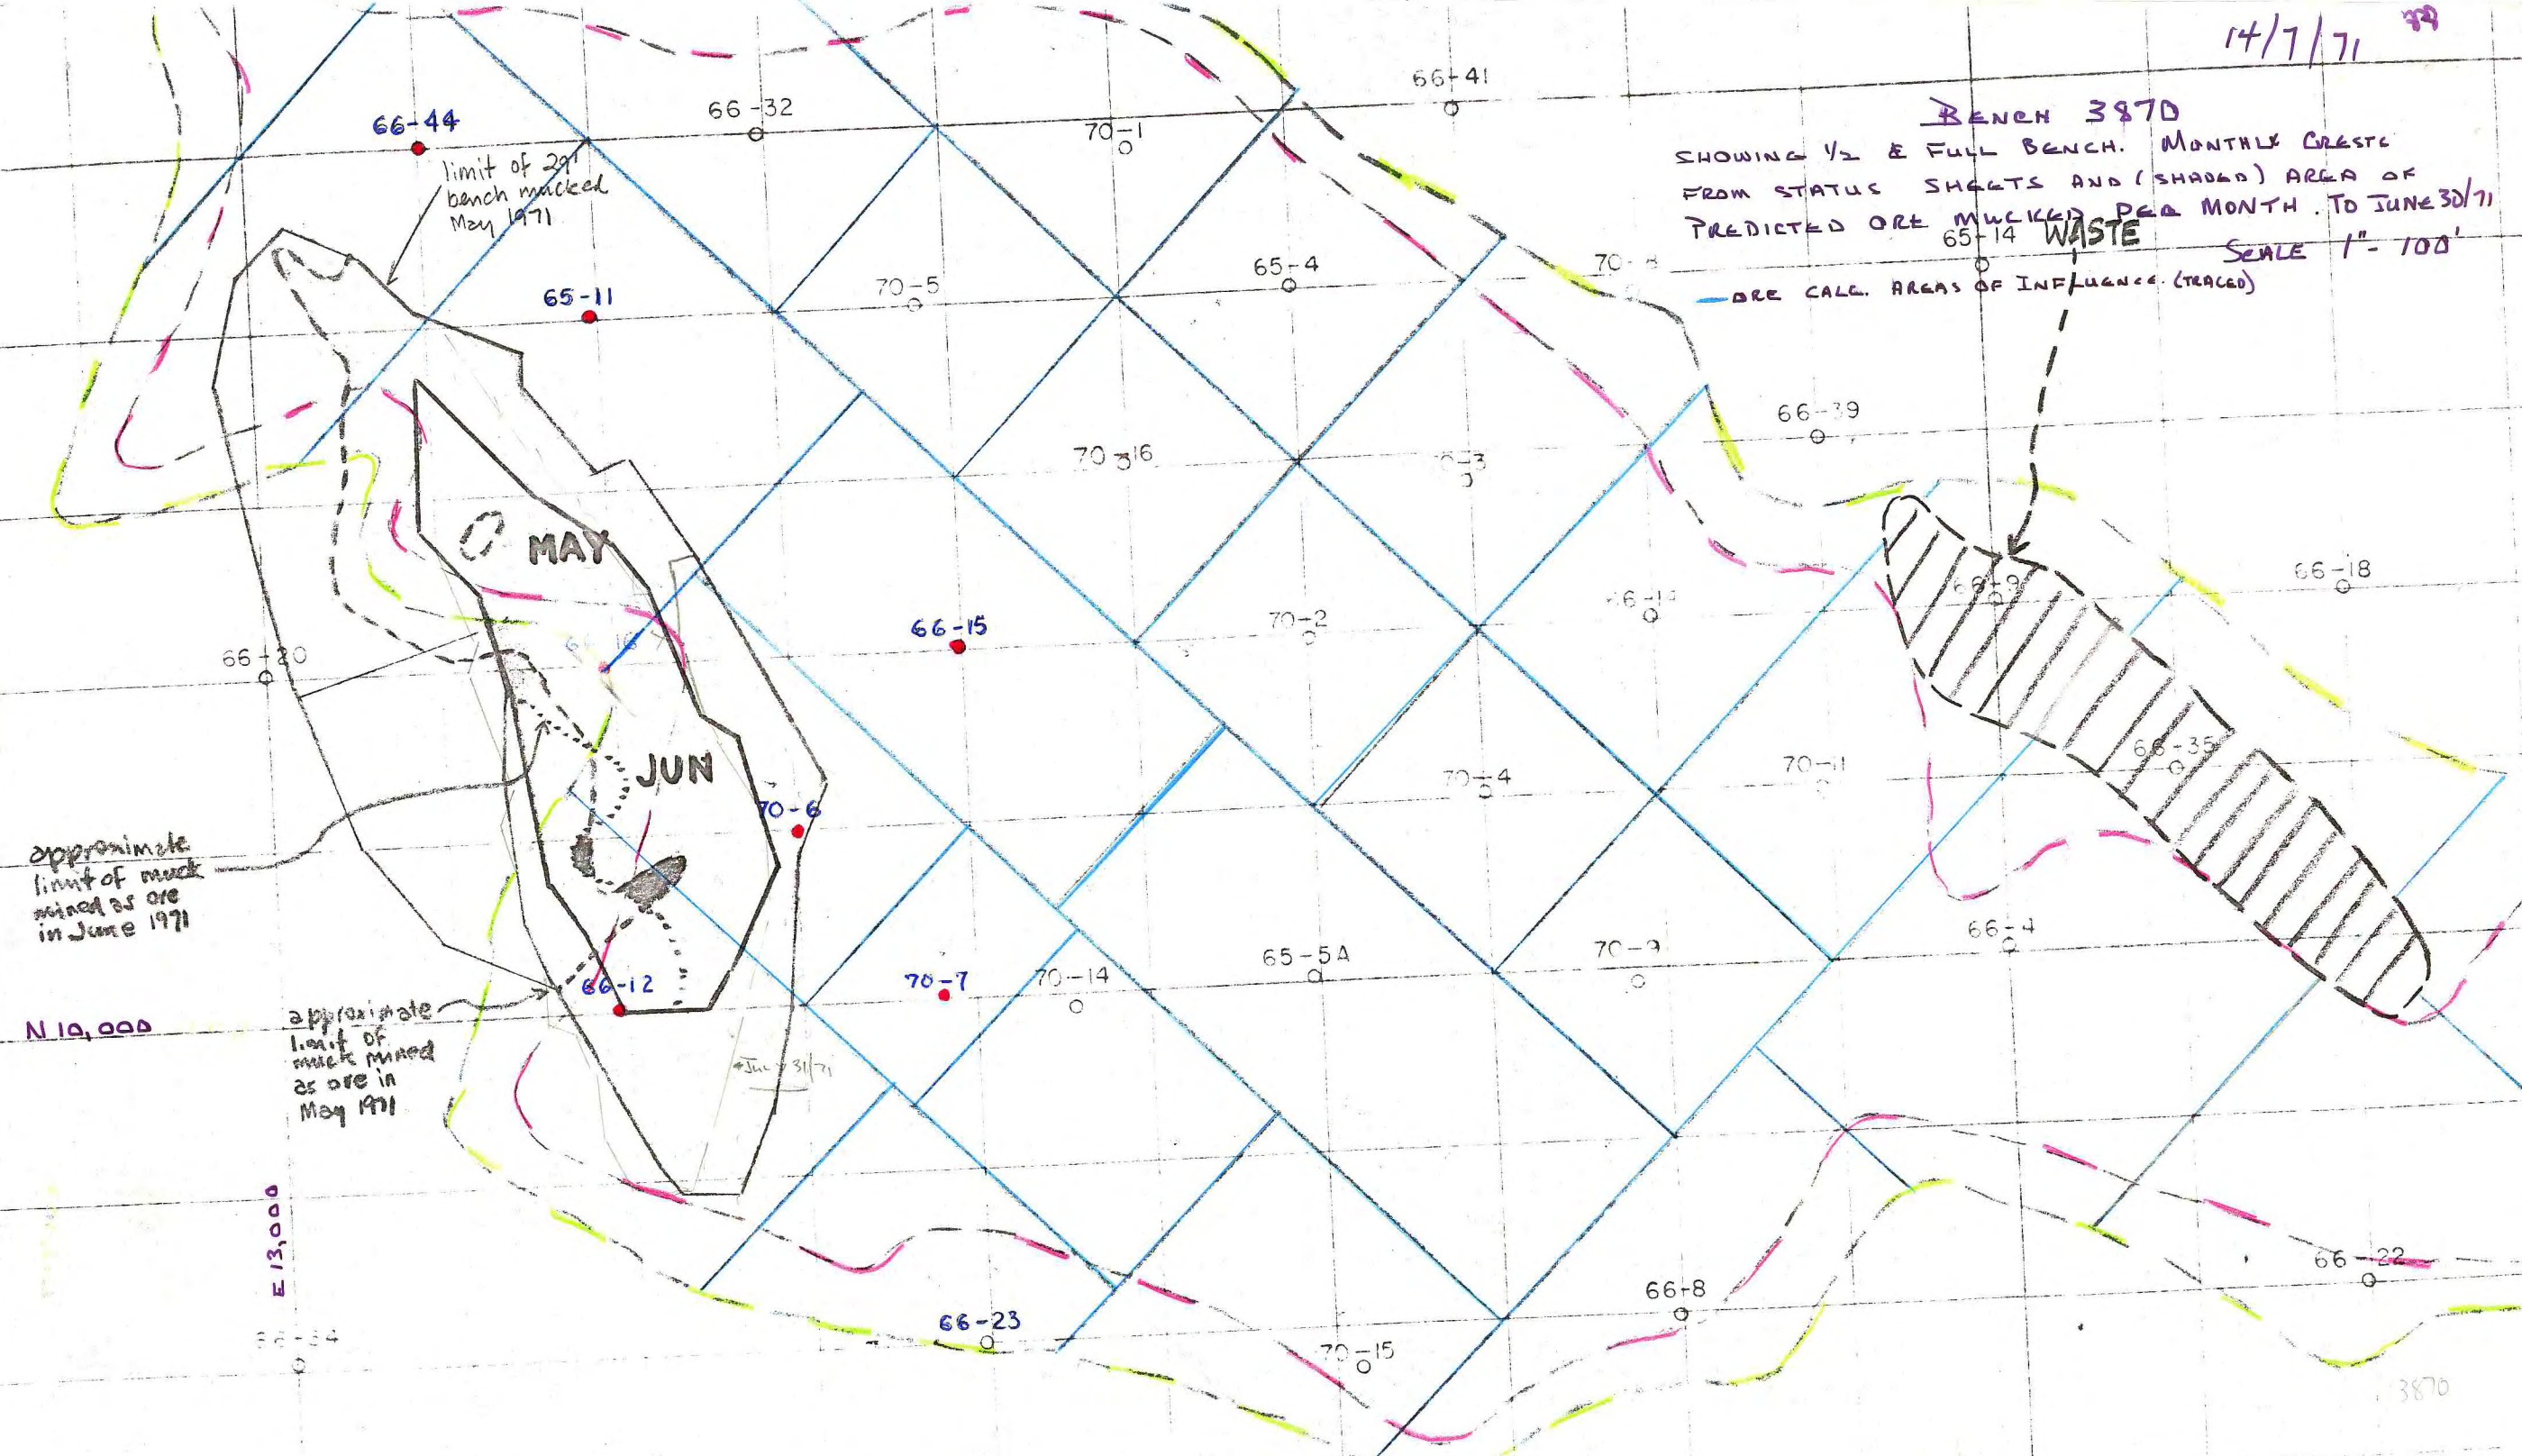 14/7/71
BENCH 3870
SHOWING 1/2 & FULL BENCH. MONTHLY CRESTS
FROM STATUS SHEETS AND (SHADED) AREA OF
PREDICTED ORE MUCKED PER MONTH. TO JUNE 30/71
SCALE 1"- 100'
ORE CALC. AREAS OF INFLUENCE. (TRACED)
WASTE
65-14
66-41
66-32
66-44
70-1
limit of 29'
bench mucked
May 1971
65-11
70-5
65-4
66-39
70-16
MAY
66-9
66-18
66-15
70-2
66-20
JUN
70-6
70-4
70-11
66-35
approximate
limit of muck
mined as ore
in June 1971
66-12
70-7
70-14
65-5A
70-9
66-4
N 10,000
approximate
limit of
muck mined
as ore in
May 1971
E 13,000
66-23
66-8
66-22
70-15
3870